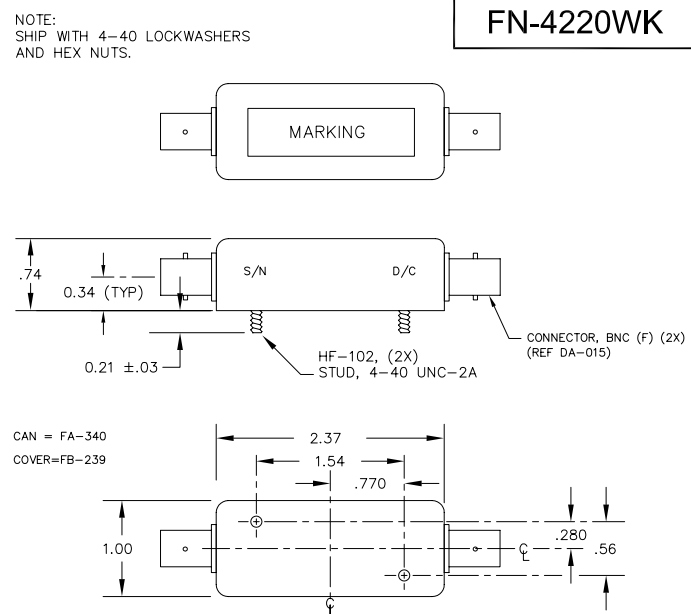 NOTE:
SHIP WITH 4-40 LOCKWASHERS
AND HEX NUTS.
FN-4220WK
MARKING
.74
0.34 (TYP)
S/N
D/C
0.21 ±.03
HF-102, (2X)
STUD, 4-40 UNC-2A
CONNECTOR, BNC (F) (2X)
(REF DA-015)
CAN = FA-340
COVER=FB-239
2.37
1.54
.770
1.00
.280
.56
℄
℄